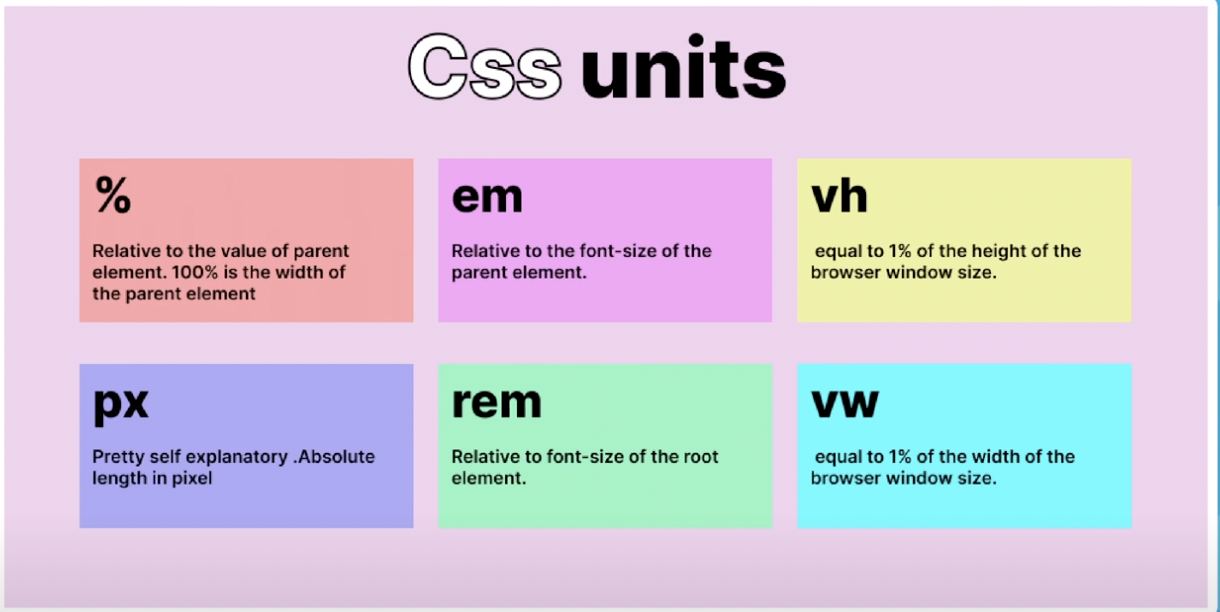 Css units
%
Relative to the value of parent
element. 100% is the width of
the parent element
em
Relative to the font-size of the
parent element.
vh
equal to 1% of the height of the
browser window size.
px
Pretty self explanatory .Absolute
length in pixel
rem
Relative to font-size of the root
element.
vw
equal to 1% of the width of the
browser window size.